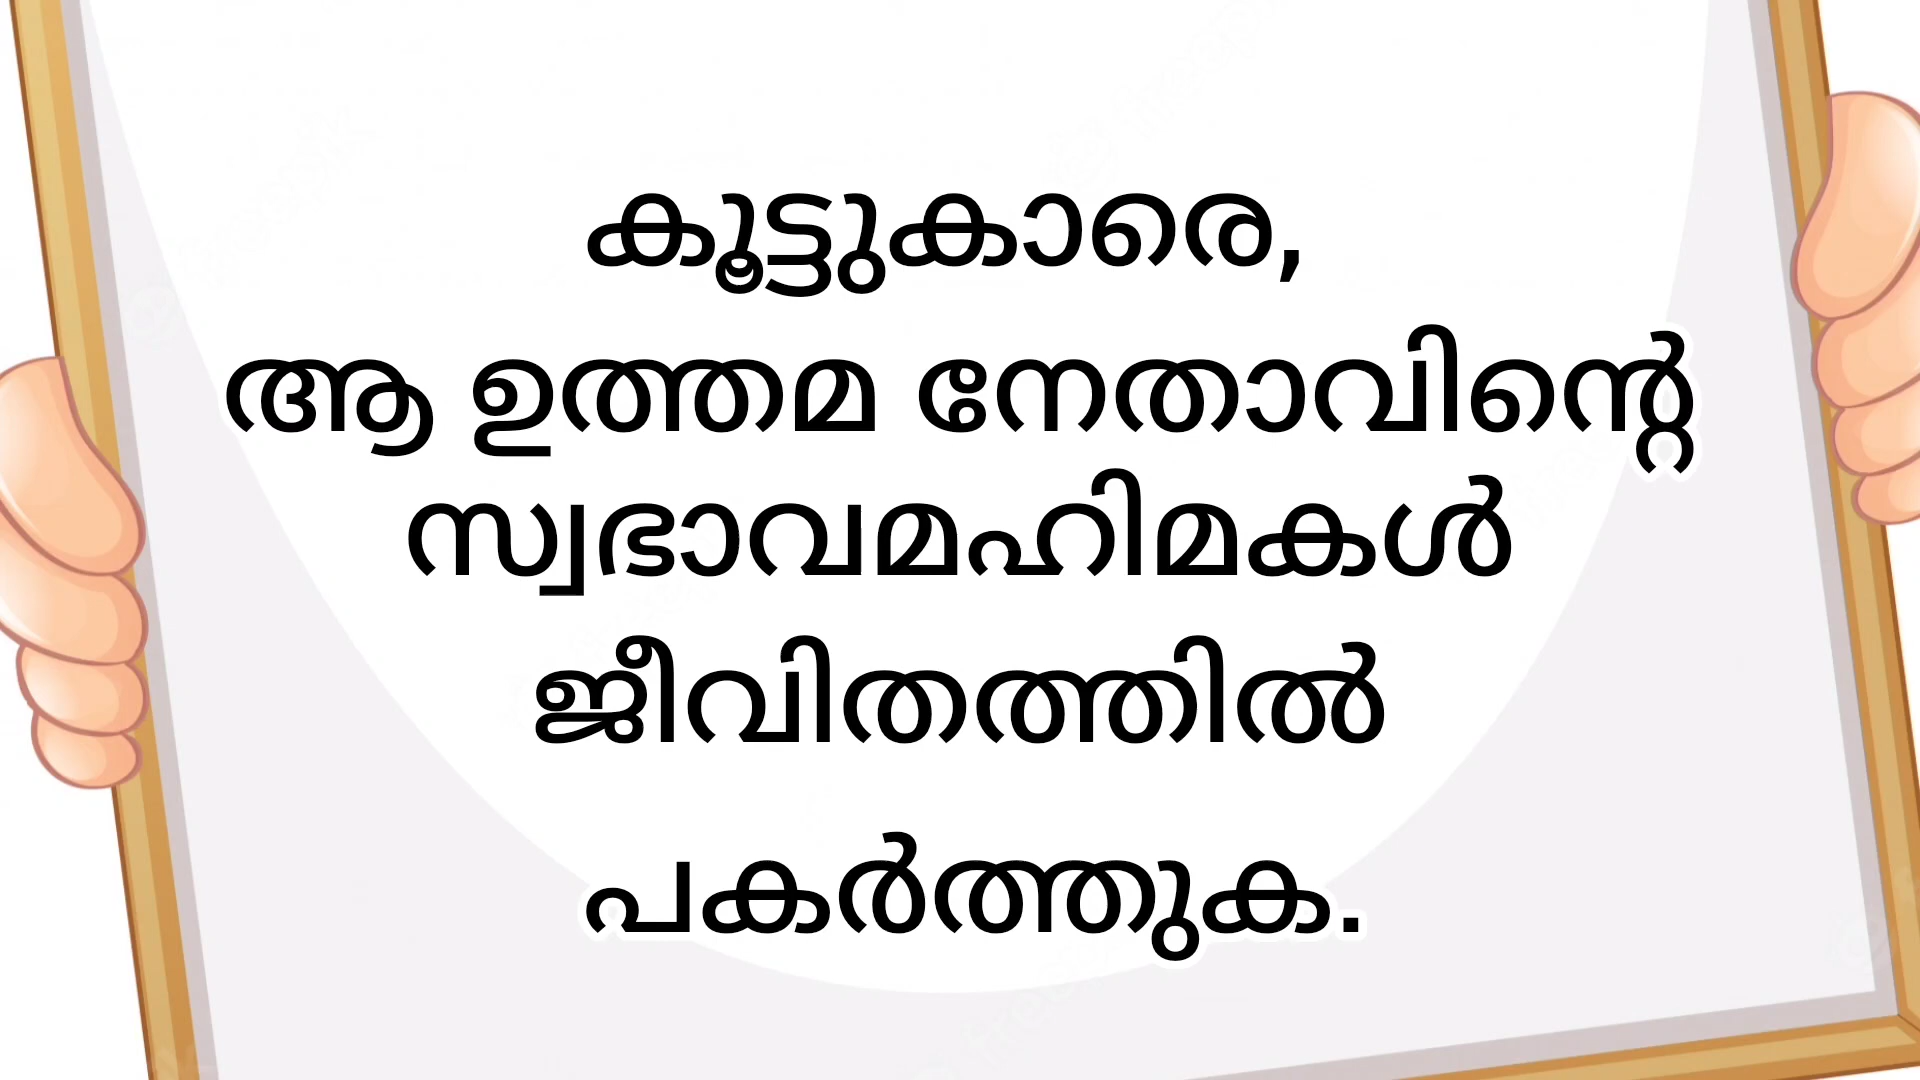 കൂട്ടുകാരെ,
ആ ഉത്തമ നേതാവിന്റെ
സ്വഭാവമഹിമകൾ
ജീവിതത്തിൽ
പകർത്തുക.